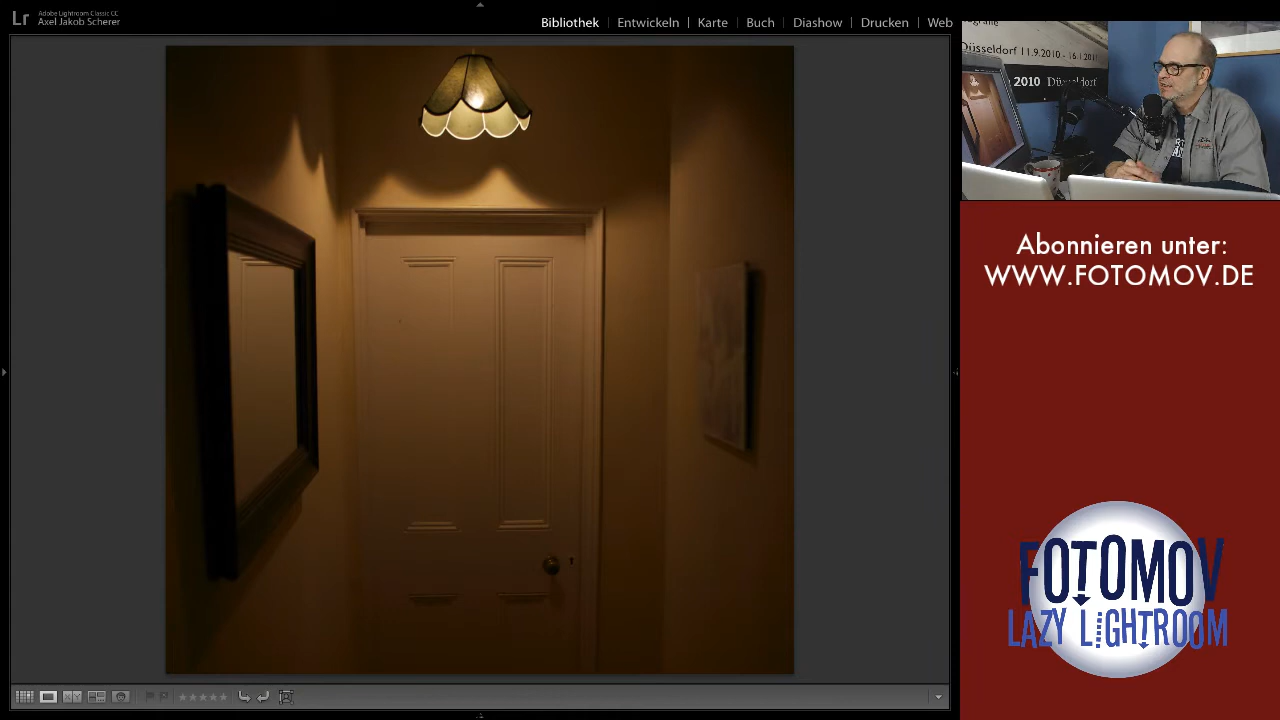 Lr
Adobe Lightroom Classic CC
Axel Jakob Scherer
Bibliothek | Entwickeln | Karte | Buch | Diashow | Drucken | Web
Düsseldorf 11.9.2010 - 16.1.2011
2010 Düsseldorf
Abonnieren unter:
WWW.FOTOMOV.DE
FOTOMOV
LAZY LIGHTROOM